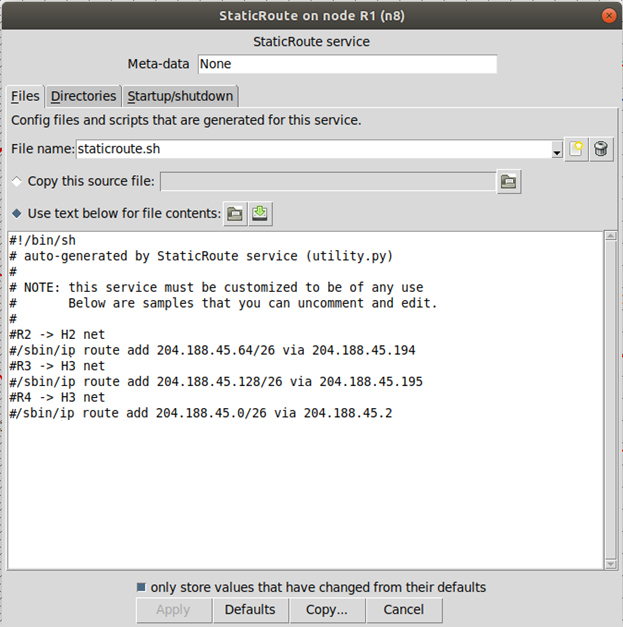 StaticRoute on node R1 (n8)
StaticRoute service
Meta-data None
Files Directories Startup/shutdown
Config files and scripts that are generated for this service.
File name: staticroute.sh
Copy this source file:
Use text below for file contents:
#!/bin/sh
# auto-generated by StaticRoute service (utility.py)
#
# NOTE: this service must be customized to be of any use
#       Below are samples that you can uncomment and edit.
#
#R2 -> H2 net
#/sbin/ip route add 204.188.45.64/26 via 204.188.45.194
#R3 -> H3 net
#/sbin/ip route add 204.188.45.128/26 via 204.188.45.195
#R4 -> H3 net
#/sbin/ip route add 204.188.45.0/26 via 204.188.45.2
only store values that have changed from their defaults
Apply Defaults Copy... Cancel